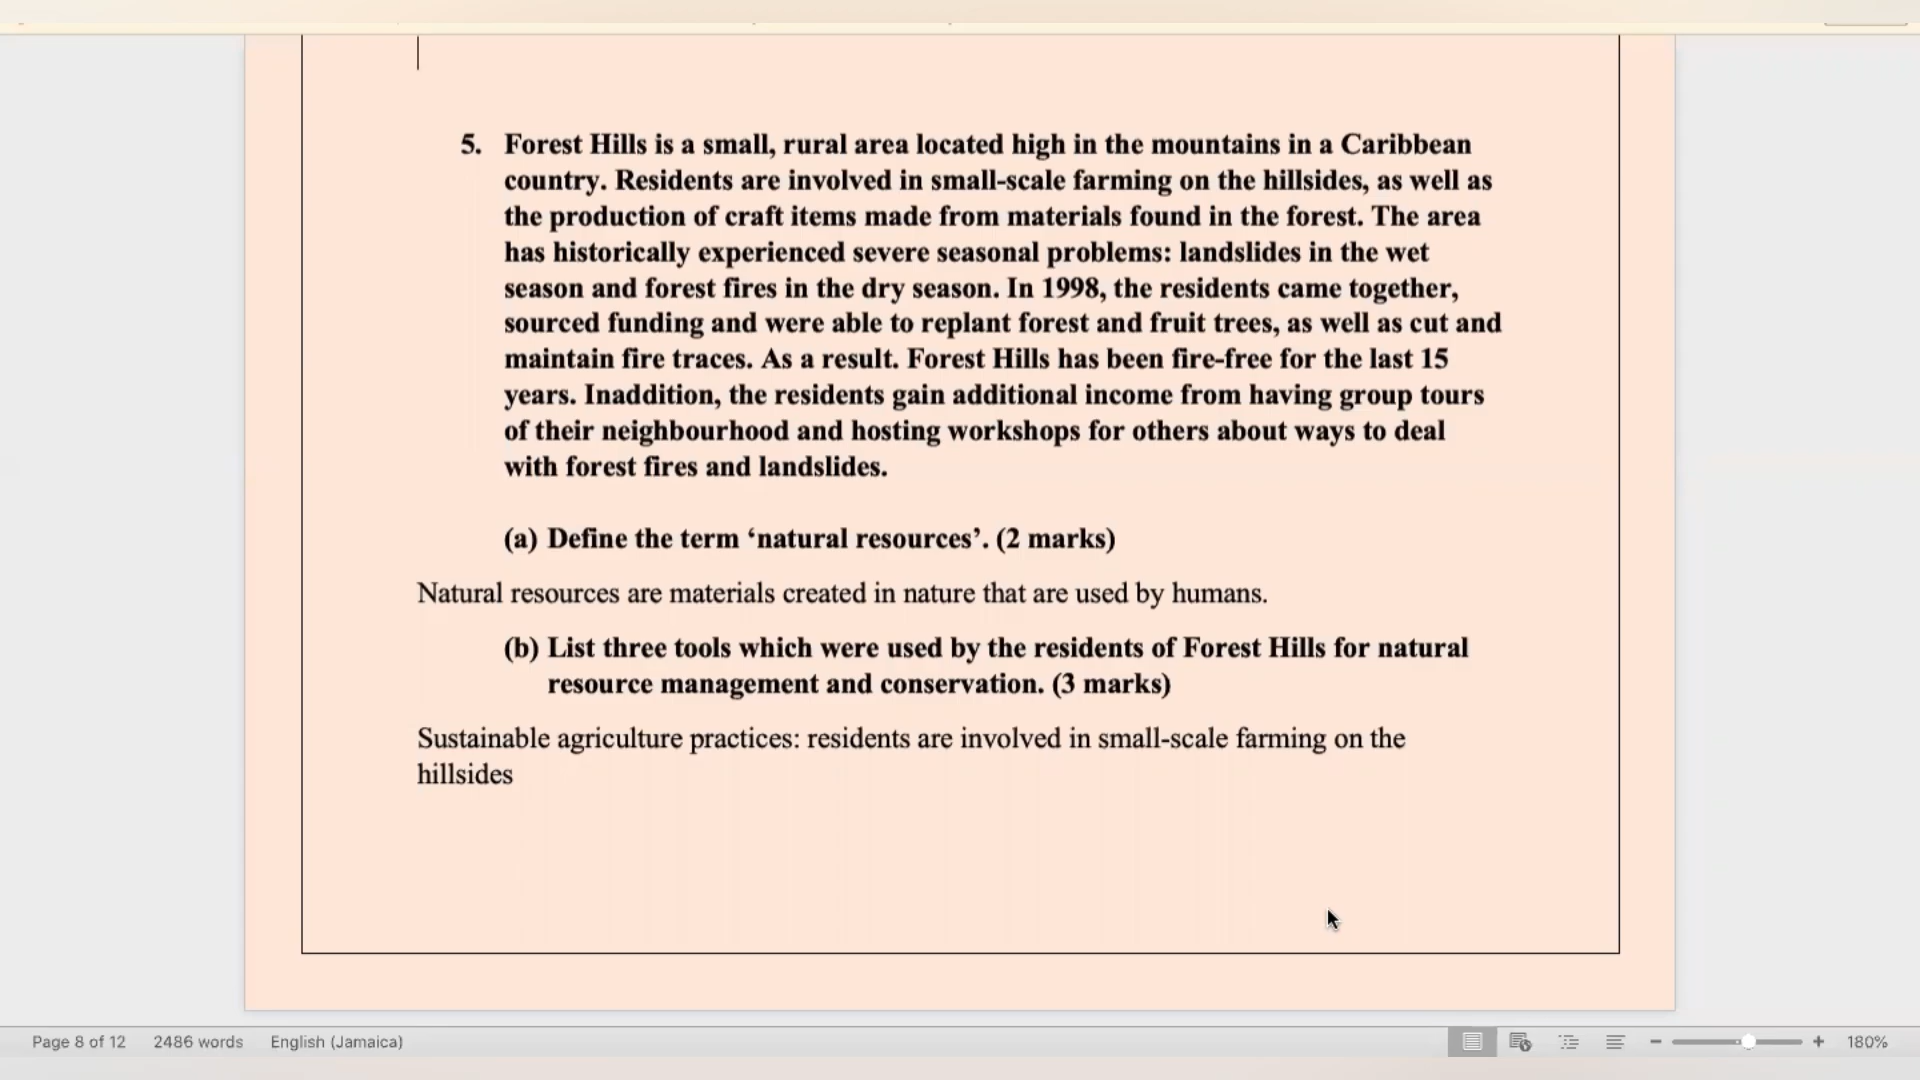 5. Forest Hills is a small, rural area located high in the mountains in a Caribbean
country. Residents are involved in small-scale farming on the hillsides, as well as
the production of craft items made from materials found in the forest. The area
has historically experienced severe seasonal problems: landslides in the wet
season and forest fires in the dry season. In 1998, the residents came together,
sourced funding and were able to replant forest and fruit trees, as well as cut and
maintain fire traces. As a result. Forest Hills has been fire-free for the last 15
years. Inaddition, the residents gain additional income from having group tours
of their neighbourhood and hosting workshops for others about ways to deal
with forest fires and landslides.
(a) Define the term ‘natural resources’. (2 marks)
Natural resources are materials created in nature that are used by humans.
(b) List three tools which were used by the residents of Forest Hills for natural
resource management and conservation. (3 marks)
Sustainable agriculture practices: residents are involved in small-scale farming on the
hillsides
Page 8 of 12 2486 words English (Jamaica) 180%